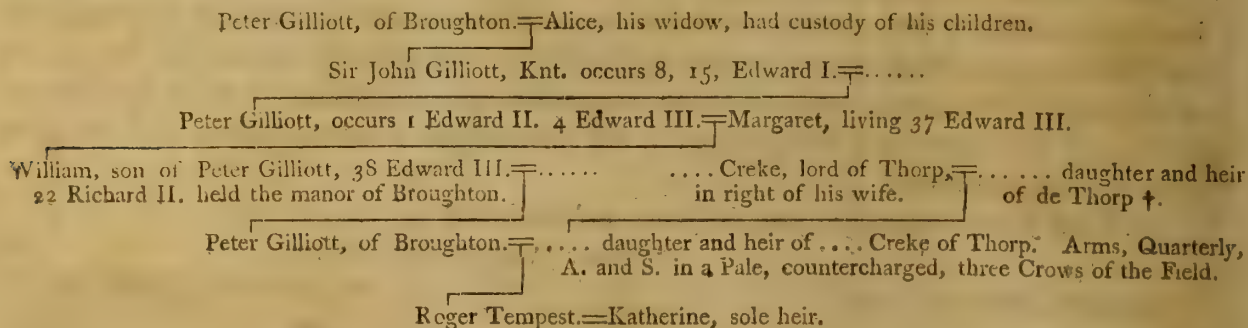 Peter Gilliott, of Broughton.=Alice, his widow, had custody of his children.
Sir John Gilliott, Knt. occurs 8, 15, Edward I.=......
Peter Gilliott, occurs 1 Edward II. 4 Edward III.=Margaret, living 37 Edward III.
William, son of Peter Gilliott, 38 Edward III.=...... .... Creke, lord of Thorp,=...... daughter and heir
22 Richard II. held the manor of Broughton. in right of his wife. of de Thorp †.
Peter Gilliott, of Broughton.=.... daughter and heir of .... Creke of Thorp. Arms, Quarterly,
A. and S. in a Pale, countercharged, three Crows of the Field.
Roger Tempest.=Katherine, sole heir.